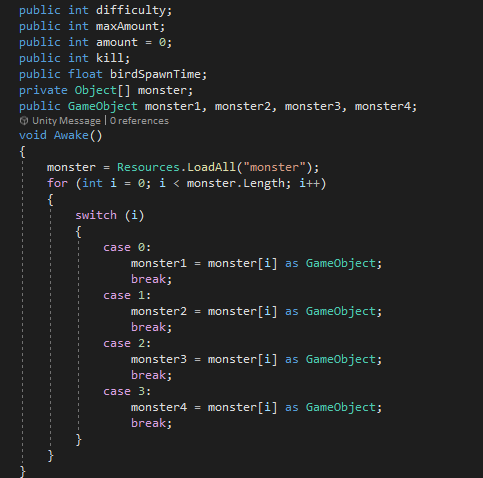 public int difficulty;
public int maxAmount;
public int amount = 0;
public int kill;
public float birdSpawnTime;
private Object[] monster;
public GameObject monster1, monster2, monster3, monster4;
Unity Message | 0 references
void Awake()
{
    monster = Resources.LoadAll("monster");
    for (int i = 0; i < monster.Length; i++)
    {
        switch (i)
        {
            case 0:
                monster1 = monster[i] as GameObject;
                break;
            case 1:
                monster2 = monster[i] as GameObject;
                break;
            case 2:
                monster3 = monster[i] as GameObject;
                break;
            case 3:
                monster4 = monster[i] as GameObject;
                break;
        }
    }
}